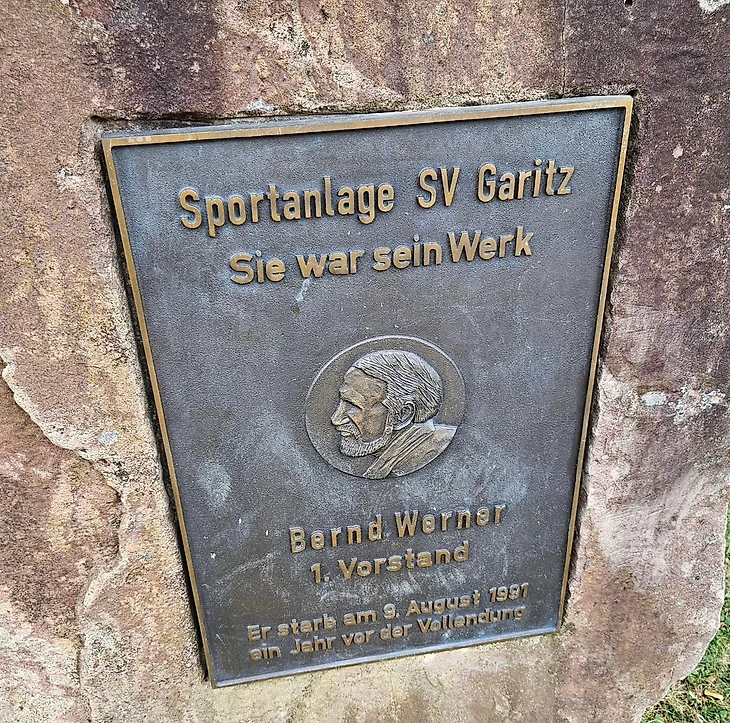 Sportanlage SV Garitz
Sie war sein Werk
Bernd Werner
1. Vorstand
Er starb am 9. August 1991
ein Jahr vor der Vollendung